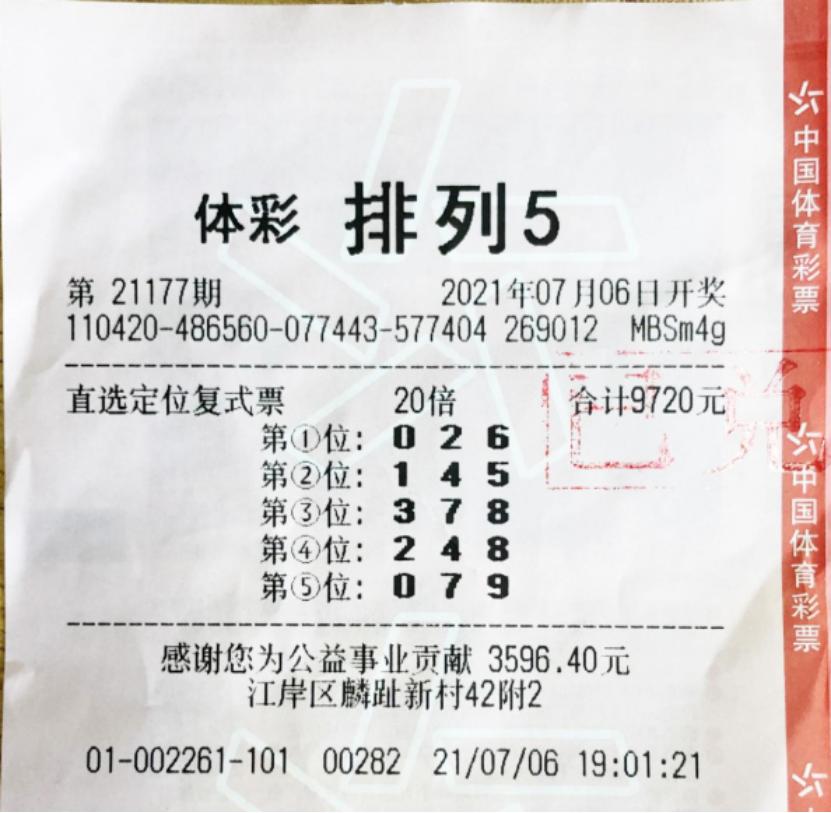 体彩 排列5
第 21177期 2021年07月06日开奖
110420-486560-077443-577404 269012 MBSm4g
直选定位复式票 20倍 合计9720元
第①位: 0 2 6
第②位: 1 4 5
第③位: 3 7 8
第④位: 2 4 8
第⑤位: 0 7 9
感谢您为公益事业贡献 3596.40元
江岸区麟趾新村42附2
01-002261-101 00282 21/07/06 19:01:21
中国体育彩票
中国体育彩票
已兑